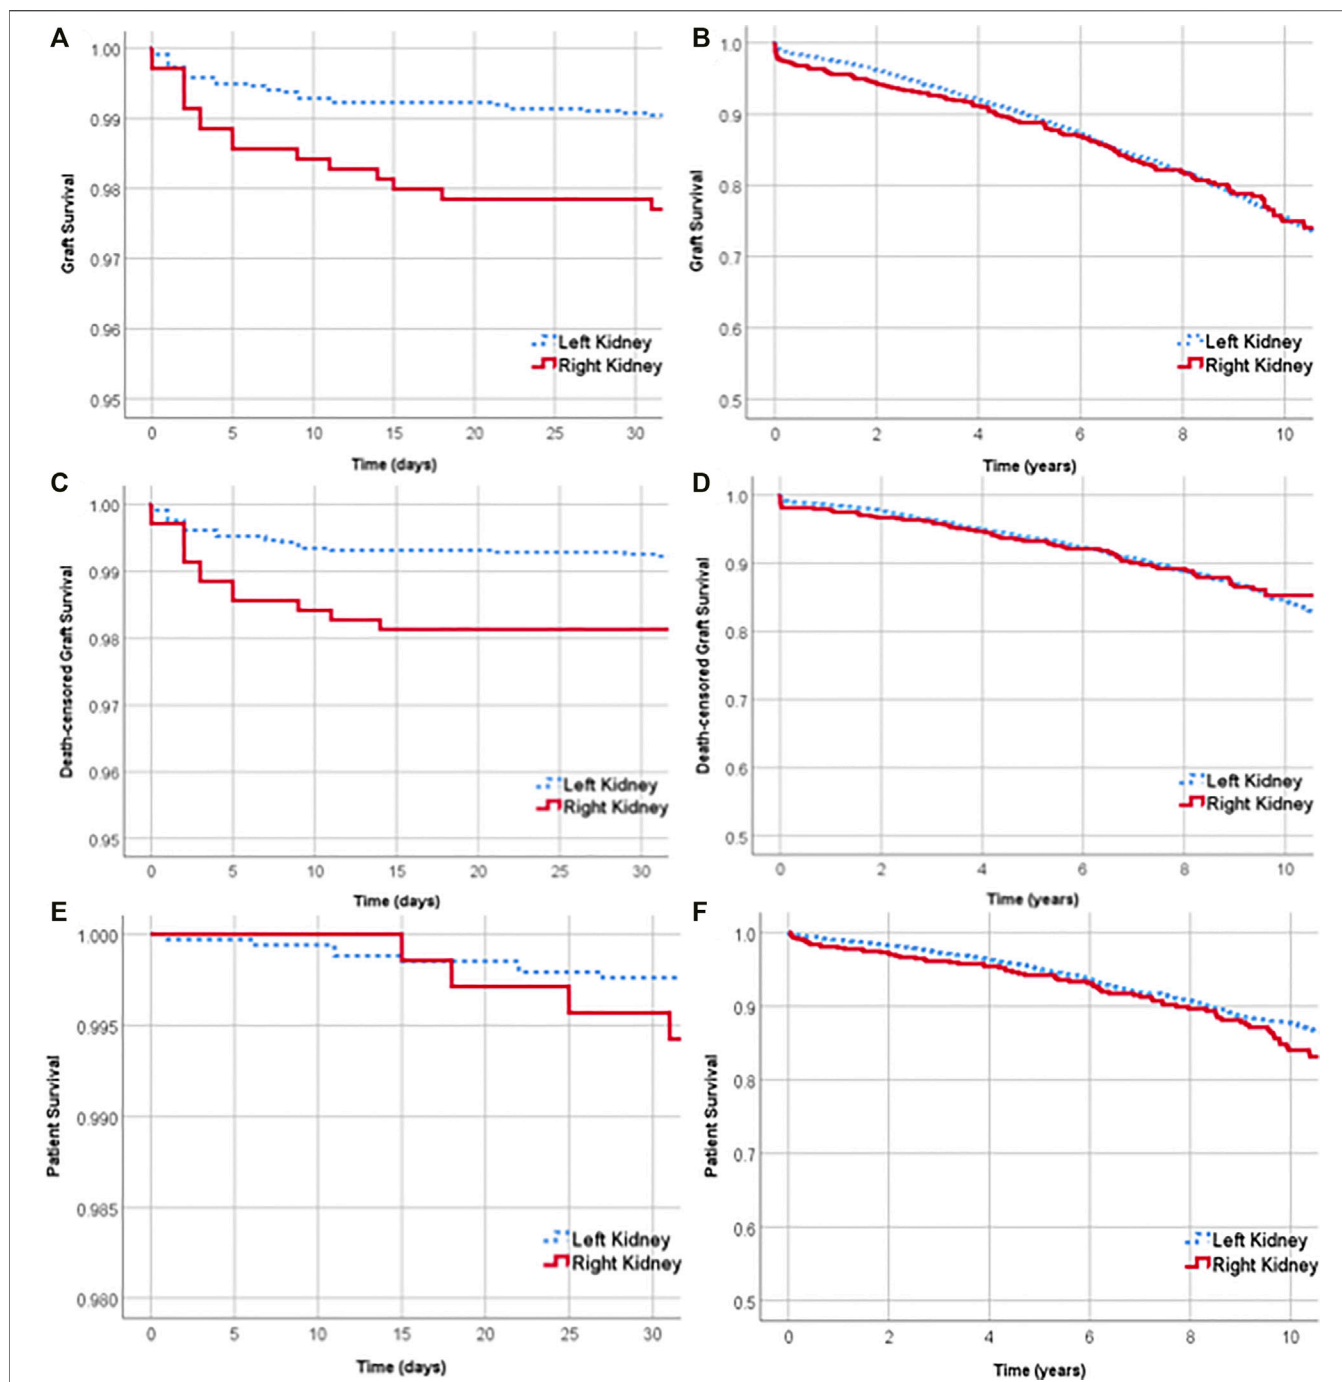 A
1.00
0.99
0.98
0.97
0.96
0.95
Graft Survival
Left Kidney
Right Kidney
0 5 10 15 20 25 30
Time (days)
B
1.0
0.9
0.8
0.7
0.6
0.5
Graft Survival
Left Kidney
Right Kidney
0 2 4 6 8 10
Time (years)
C
1.00
0.99
0.98
0.97
0.96
0.95
Death-censored Graft Survival
Left Kidney
Right Kidney
0 5 10 15 20 25 30
Time (days)
D
1.0
0.9
0.8
0.7
0.6
0.5
Death-censored Graft Survival
Left Kidney
Right Kidney
0 2 4 6 8 10
Time (years)
E
1.000
0.995
0.990
0.985
0.980
Patient Survival
Left Kidney
Right Kidney
0 5 10 15 20 25 30
Time (days)
F
1.0
0.9
0.8
0.7
0.6
0.5
Patient Survival
Left Kidney
Right Kidney
0 2 4 6 8 10
Time (years)